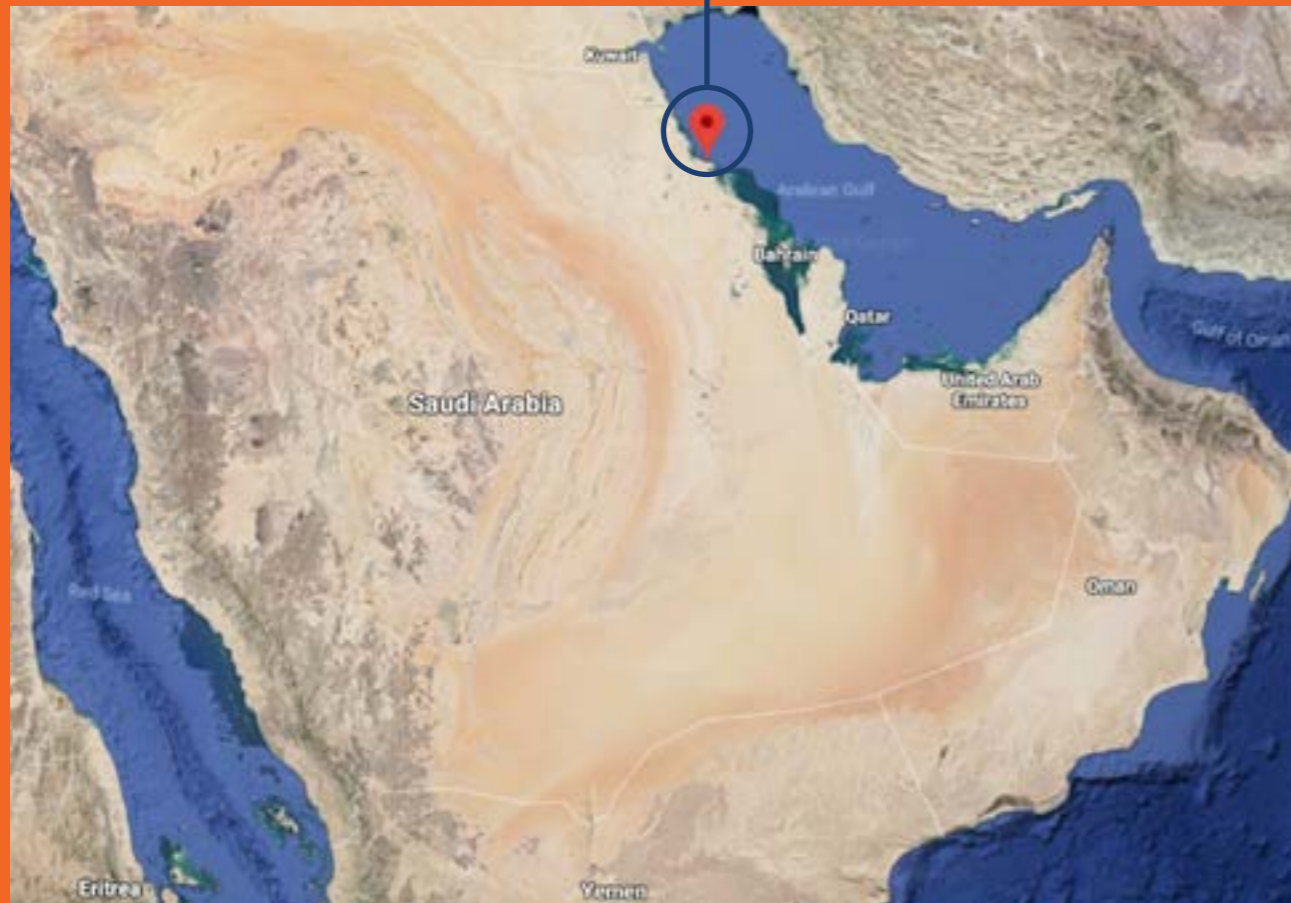 Kuwait
Arabian Gulf
Bahrain
Qatar
Gulf of Oman
United Arab
Emirates
Saudi Arabia
Oman
Red Sea
Eritrea
Yemen